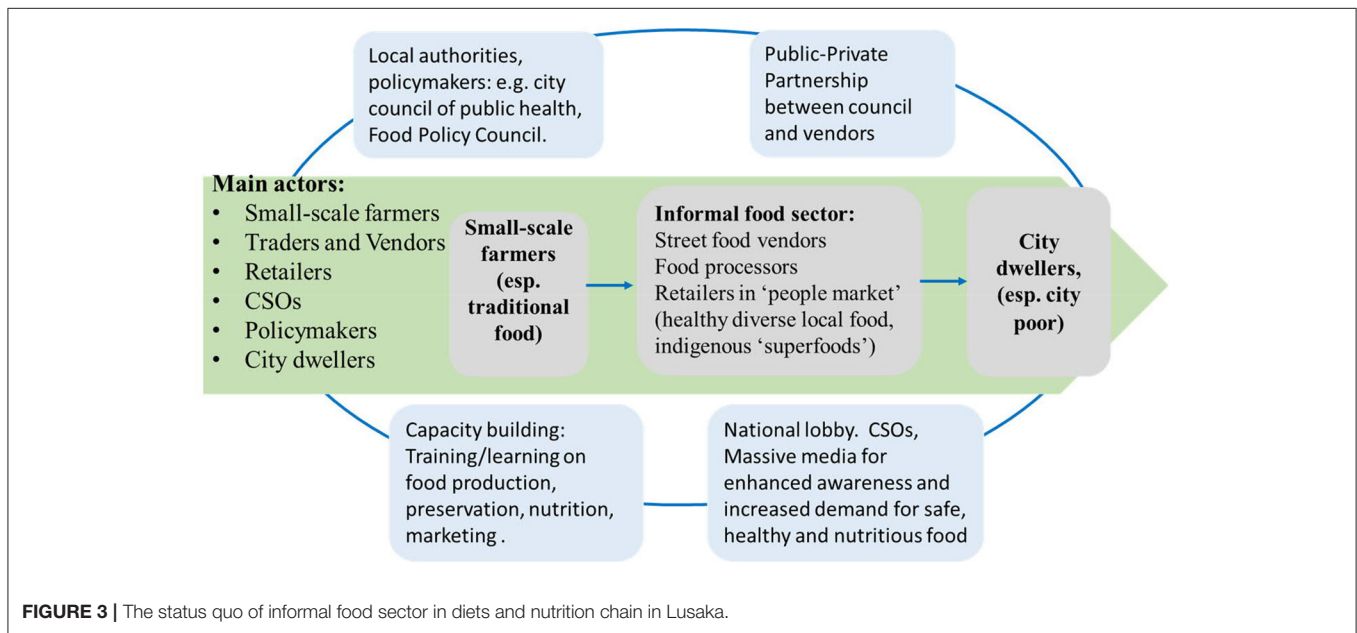 Local authorities,
policymakers: e.g. city
council of public health,
Food Policy Council.
Public-Private
Partnership
between council
and vendors
Main actors:
• Small-scale farmers
• Traders and Vendors
• Retailers
• CSOs
• Policymakers
• City dwellers
Small-scale
farmers
(esp.
traditional
food)
Informal food sector:
Street food vendors
Food processors
Retailers in ‘people market’
(healthy diverse local food,
indigenous ‘superfoods’)
City
dwellers,
(esp. city
poor)
Capacity building:
Training/learning on
food production,
preservation, nutrition,
marketing .
National lobby. CSOs,
Massive media for
enhanced awareness and
increased demand for safe,
healthy and nutritious food
FIGURE 3 | The status quo of informal food sector in diets and nutrition chain in Lusaka.